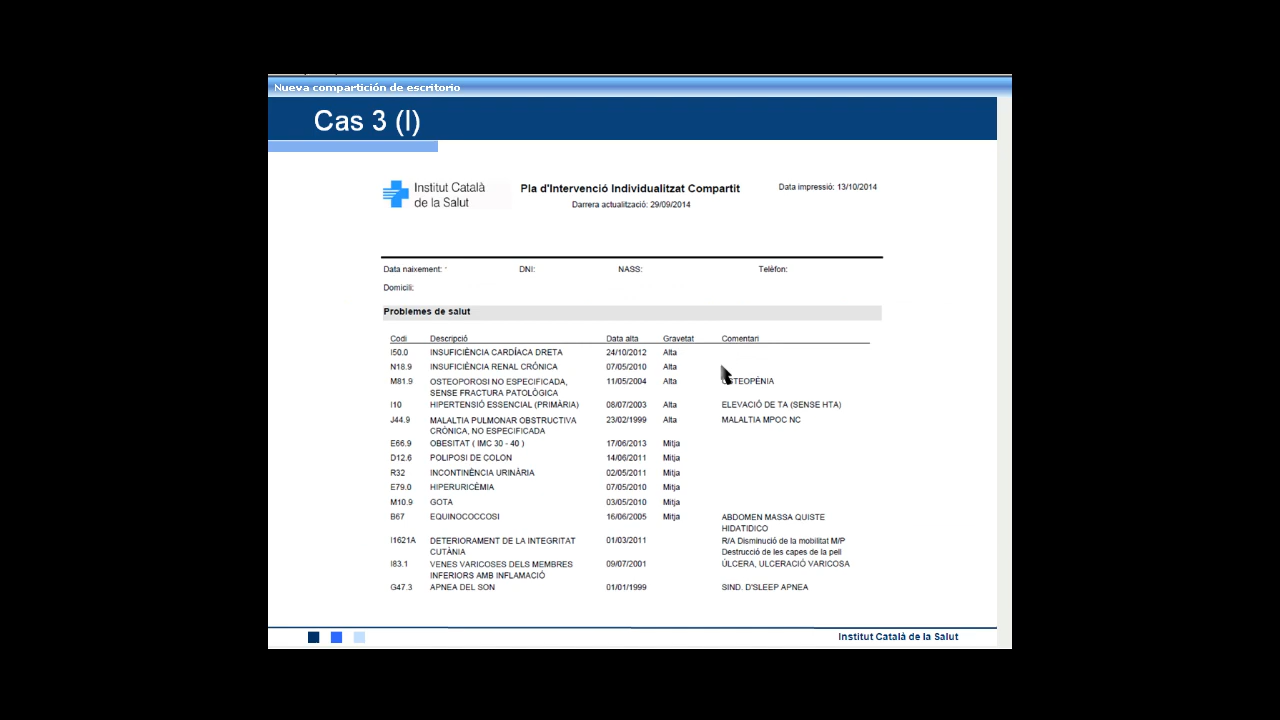 Nueva compartición de escritorio
Cas 3 (I)
Institut Català
de la Salut
Pla d'Intervenció Individualitzat Compartit
Data impressió: 13/10/2014
Darrera actualització: 29/09/2014
Data naixement: DNI: NASS: Telèfon:
Domicili:
Problemes de salut
Codi Descripció Data alta Gravetat Comentari
I50.0 INSUFICIÈNCIA CARDÍACA DRETA 24/10/2012 Alta
N18.9 INSUFICIÈNCIA RENAL CRÒNICA 07/05/2010 Alta
M81.9 OSTEOPOROSI NO ESPECIFICADA, 11/05/2004 Alta OSTEOPÈNIA
SENSE FRACTURA PATOLÒGICA
I10 HIPERTENSIÓ ESSENCIAL (PRIMÀRIA) 08/07/2003 Alta ELEVACIÓ DE TA (SENSE HTA)
J44.9 MALALTIA PULMONAR OBSTRUCTIVA 23/02/1999 Alta MALALTIA MPOC NC
CRÒNICA, NO ESPECIFICADA
E66.9 OBESITAT ( IMC 30 - 40 ) 17/06/2013 Mitja
D12.6 POLIPOSI DE COLON 14/06/2011 Mitja
R32 INCONTINÈNCIA URINÀRIA 02/05/2011 Mitja
E79.0 HIPERURICÈMIA 07/05/2010 Mitja
M10.9 GOTA 03/05/2010 Mitja
B67 EQUINOCOCCOSI 16/06/2005 Mitja ABDOMEN MASSA QUISTE
HIDATIDICO
I1621A DETERIORAMENT DE LA INTEGRITAT 01/03/2011 R/A Disminució de la mobilitat M/P
CUTÀNIA Destrucció de les capes de la pell
I83.1 VENES VARICOSES DELS MEMBRES 09/07/2001 ÚLCERA, ULCERACIÓ VARICOSA
INFERIORS AMB INFLAMACIÓ
G47.3 APNEA DEL SON 01/01/1999 SIND. D'SLEEP APNEA
Institut Català de la Salut